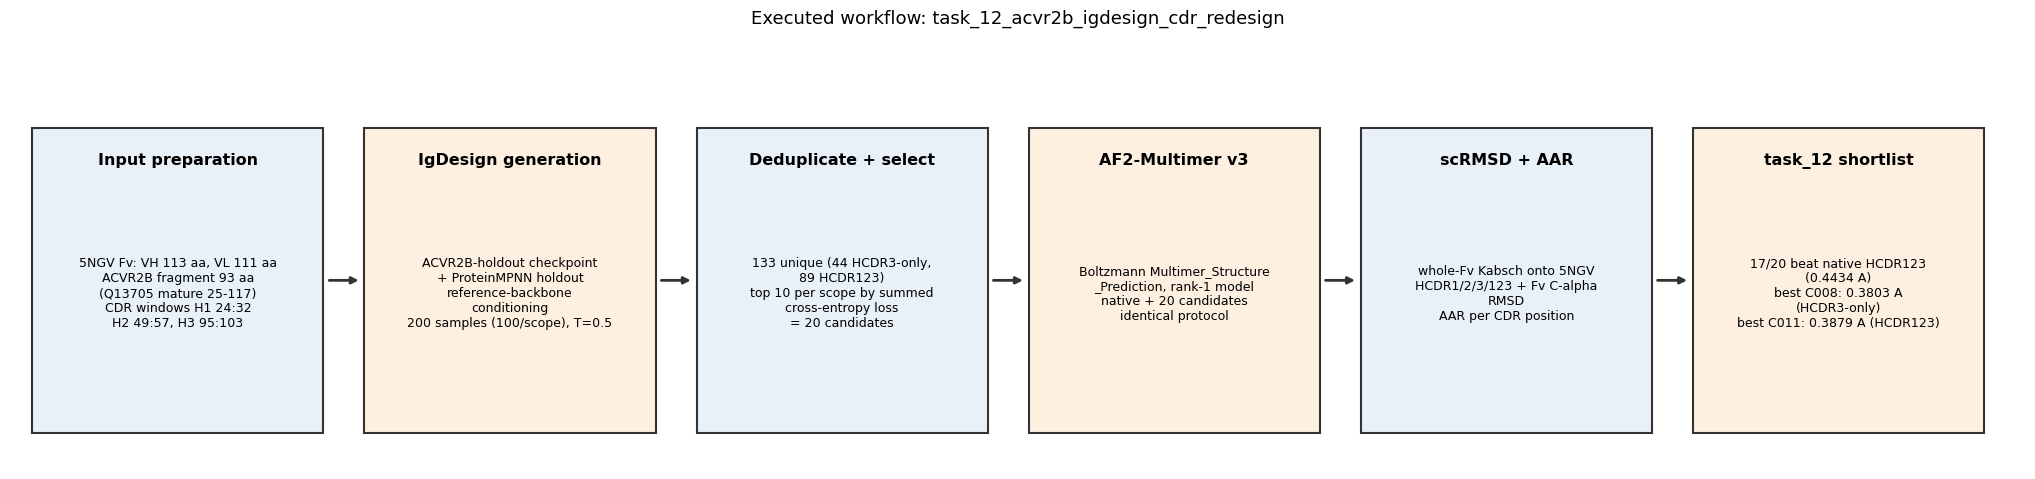 Executed workflow: task_12_acvr2b_igdesign_cdr_redesign
Input preparation
5NGV Fv: VH 113 aa, VL 111 aa
ACVR2B fragment 93 aa
(Q13705 mature 25-117)
CDR windows H1 24:32
H2 49:57, H3 95:103
IgDesign generation
ACVR2B-holdout checkpoint
+ ProteinMPNN holdout
reference-backbone
conditioning
200 samples (100/scope), T=0.5
Deduplicate + select
133 unique (44 HCDR3-only,
89 HCDR123)
top 10 per scope by summed
cross-entropy loss
= 20 candidates
AF2-Multimer v3
Boltzmann Multimer_Structure
_Prediction, rank-1 model
native + 20 candidates
identical protocol
scRMSD + AAR
whole-Fv Kabsch onto 5NGV
HCDR1/2/3/123 + Fv C-alpha
RMSD
AAR per CDR position
task_12 shortlist
17/20 beat native HCDR123
(0.4434 A)
best C008: 0.3803 A
(HCDR3-only)
best C011: 0.3879 A (HCDR123)